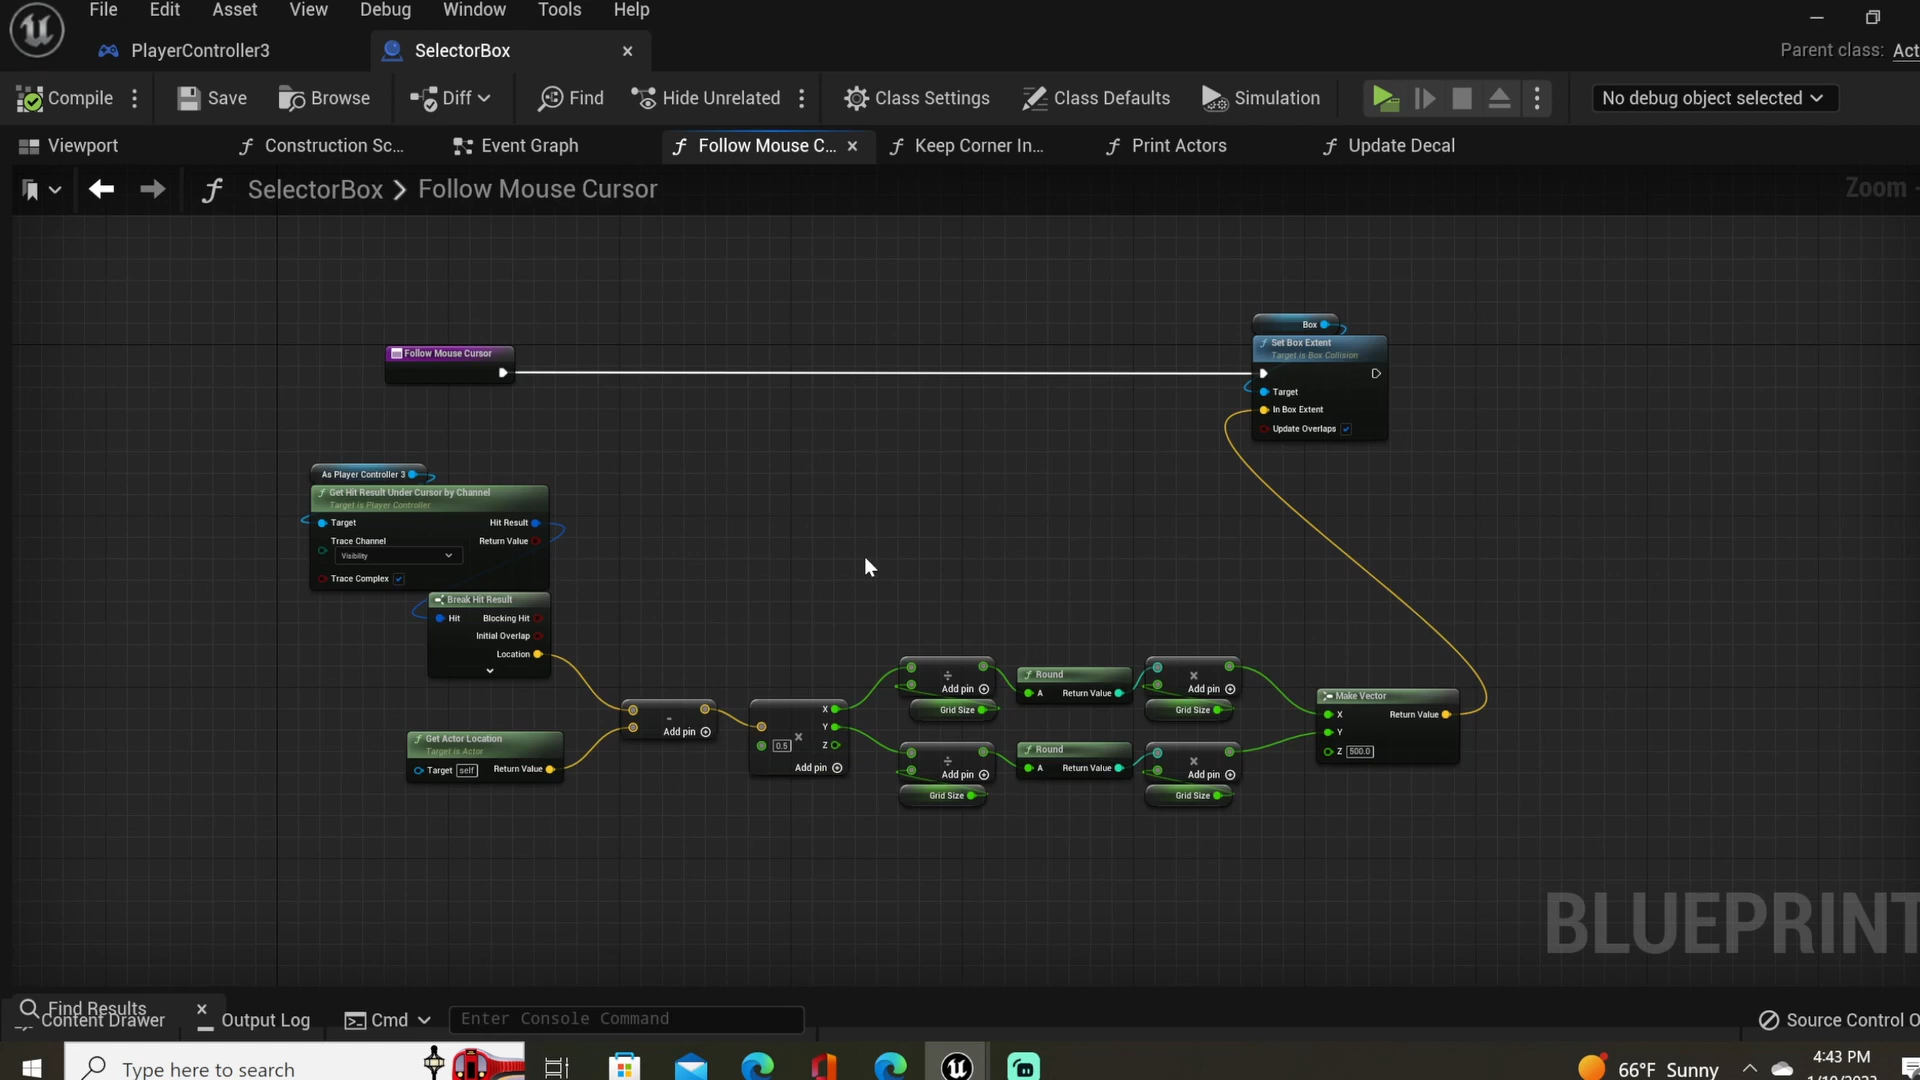 File Edit Asset View Debug Window Tools Help
PlayerController3 SelectorBox
Parent class: Act
Compile Save Browse Diff Find Hide Unrelated Class Settings Class Defaults Simulation No debug object selected
Viewport Construction Sc... Event Graph Follow Mouse C... Keep Corner In... Print Actors Update Decal
SelectorBox > Follow Mouse Cursor
Zoom -
Box
Set Box Extent
Target is Box Collision
Follow Mouse Cursor
Target
In Box Extent
Update Overlaps
As Player Controller 3
Get Hit Result Under Cursor by Channel
Target is Player Controller
Target Hit Result
Trace Channel Return Value
Visibility
Trace Complex
Break Hit Result
Hit Blocking Hit
Initial Overlap
Location
Get Actor Location
Target is Actor
Target self Return Value
-
Add pin
X
Y
0.5 × Z
Add pin
÷
Add pin
Grid Size
Round
A Return Value
×
Add pin
Grid Size
÷
Add pin
Grid Size
Round
A Return Value
×
Add pin
Grid Size
Make Vector
X Return Value
Y
Z 500.0
BLUEPRINT
Find Results
Content Drawer Output Log Cmd Enter Console Command Source Control O
Type here to search
66°F Sunny
4:43 PM